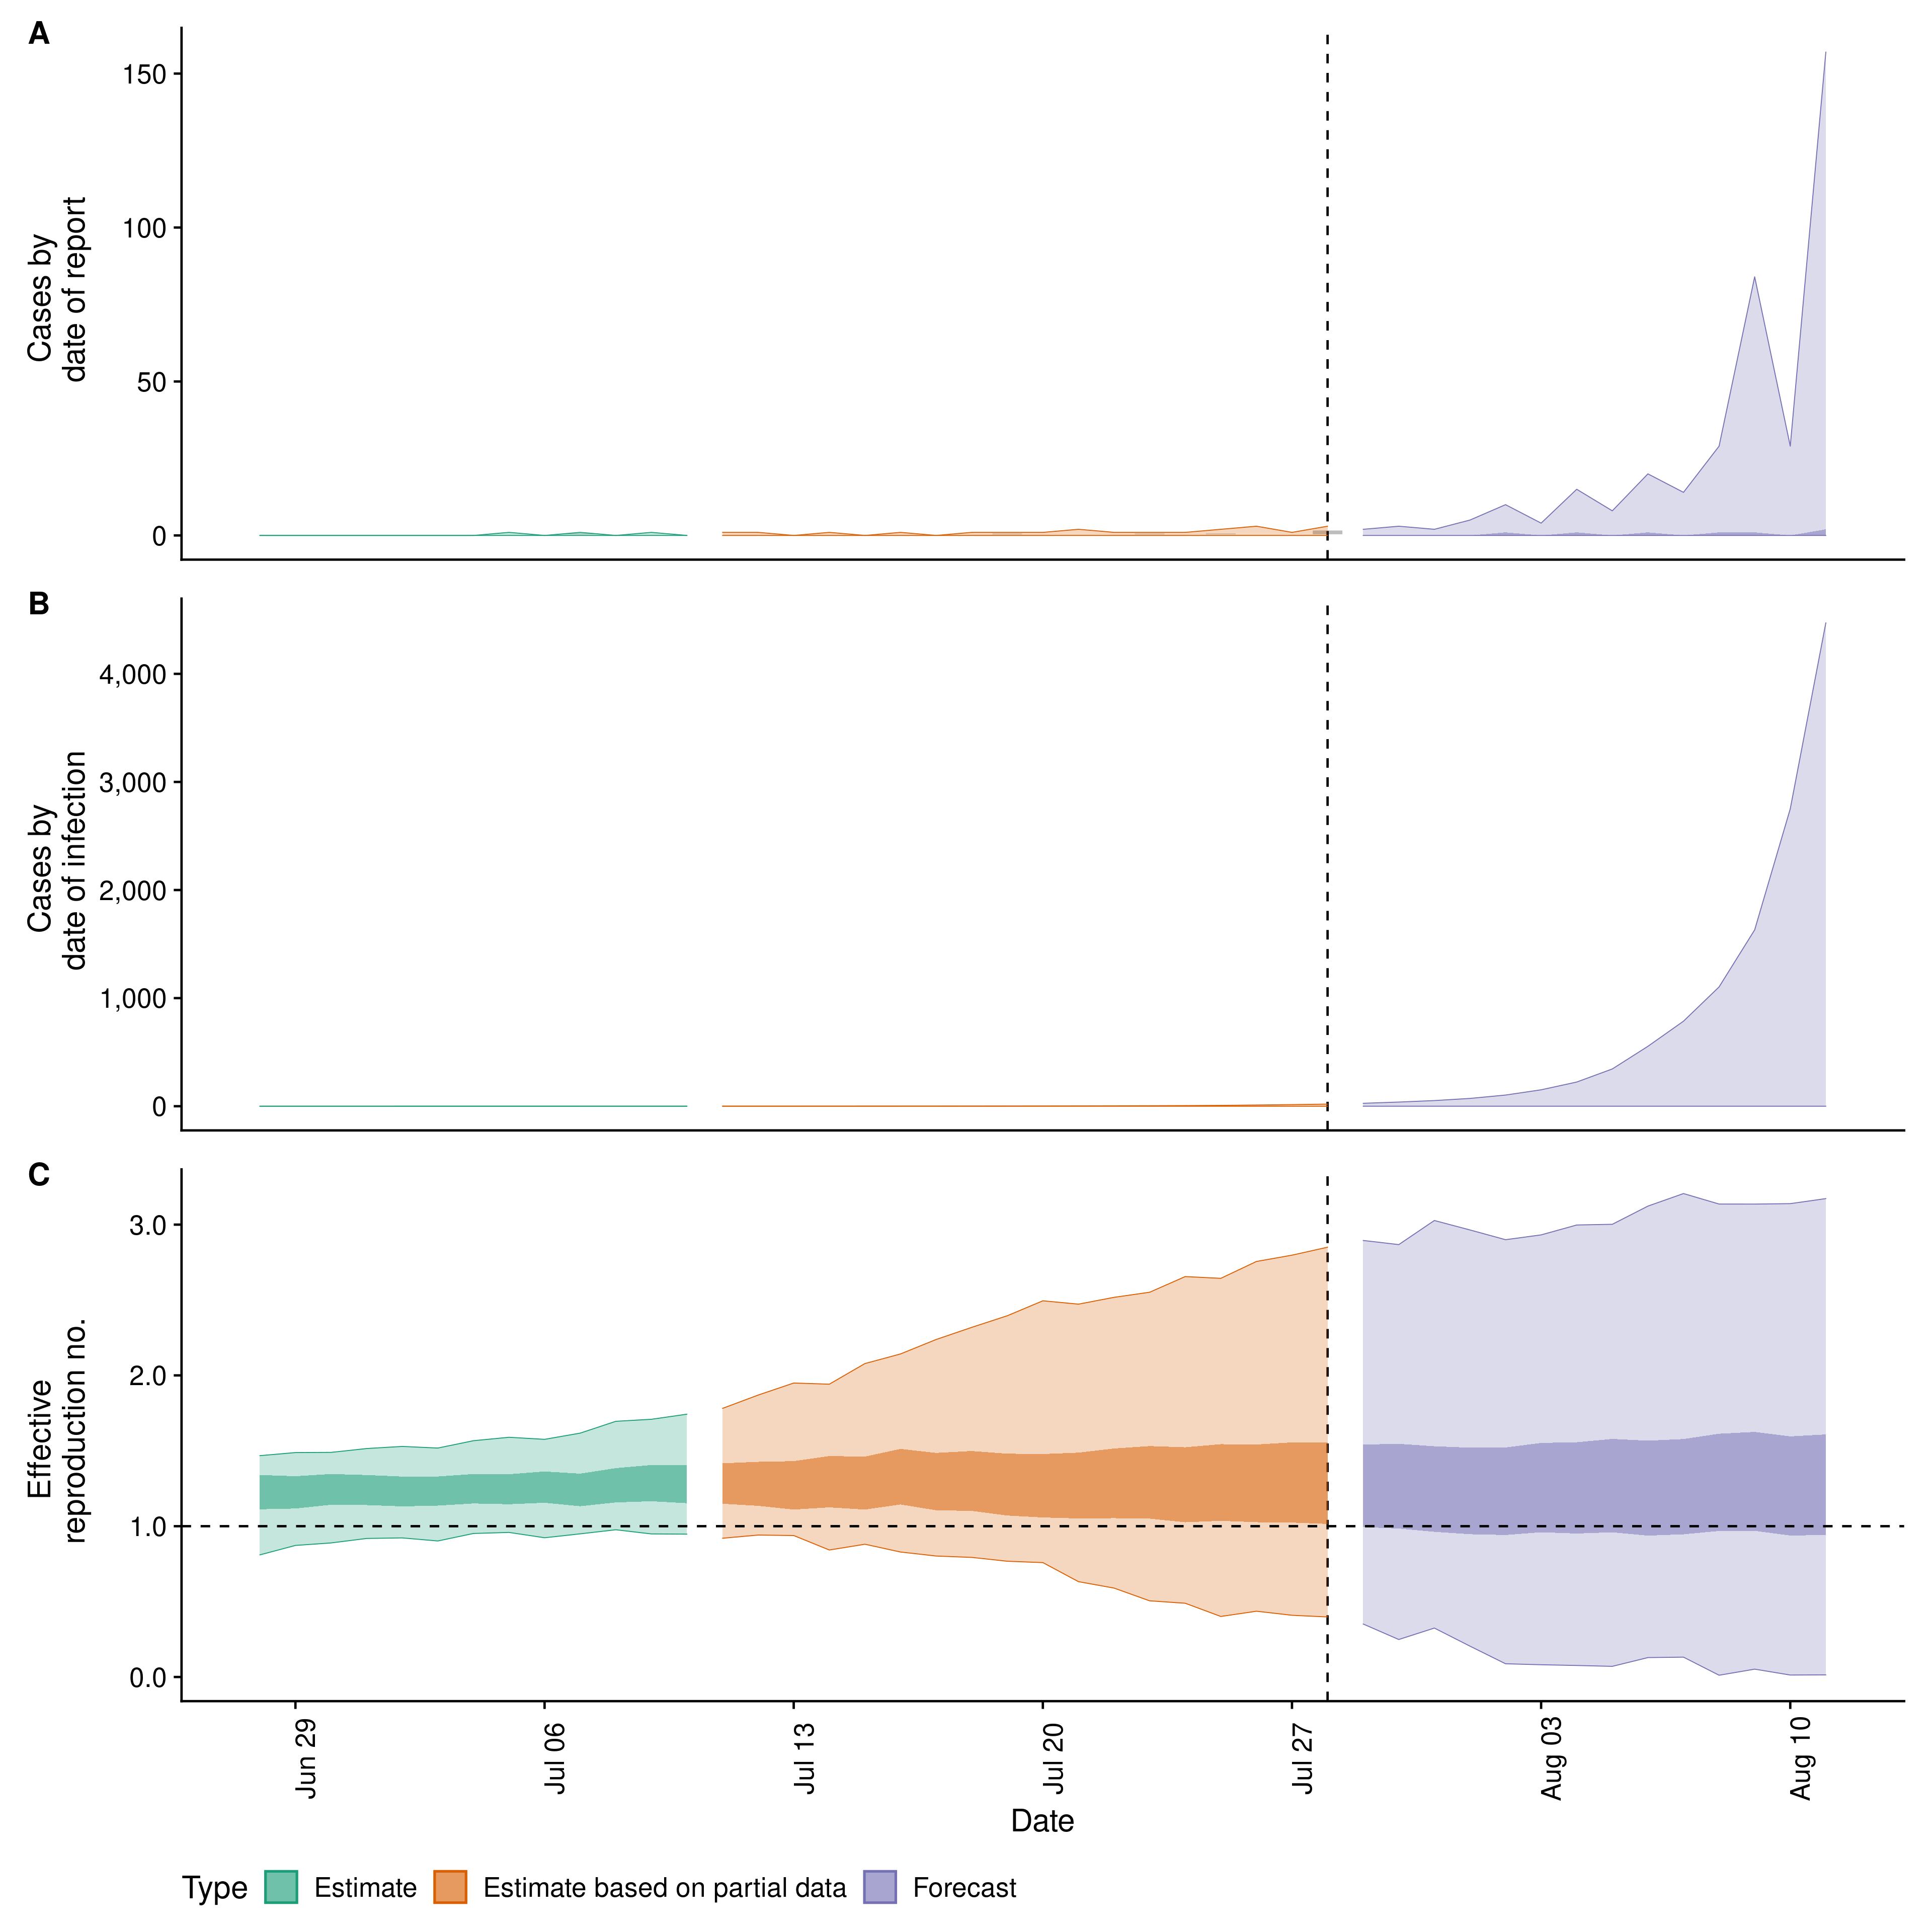 A
Cases by
date of report
150
100
50
0
B
Cases by
date of infection
4,000
3,000
2,000
1,000
0
C
Effective
reproduction no.
3.0
2.0
1.0
0.0
Jun 29
Jul 06
Jul 13
Jul 20
Jul 27
Aug 03
Aug 10
Date
Type
Estimate
Estimate based on partial data
Forecast